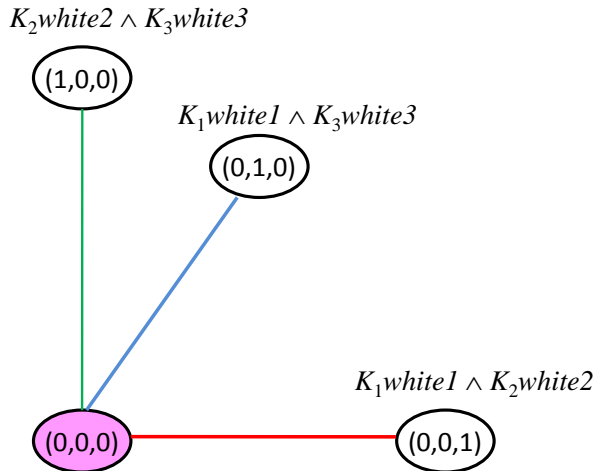 K₂white2 ∧ K₃white3
(1,0,0)
K₁white1 ∧ K₃white3
(0,1,0)
K₁white1 ∧ K₂white2
(0,0,0)
(0,0,1)